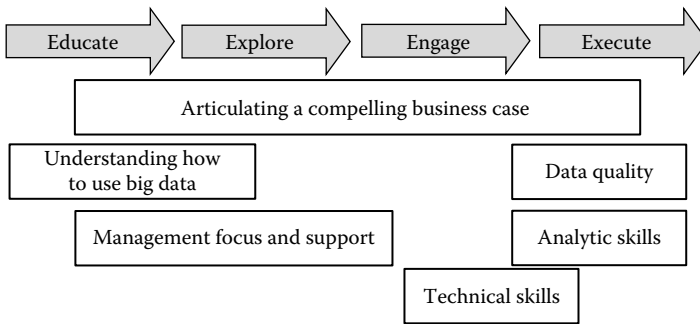 Educate
Explore
Engage
Execute
Articulating a compelling business case
Understanding how
to use big data
Data quality
Management focus and support
Analytic skills
Technical skills